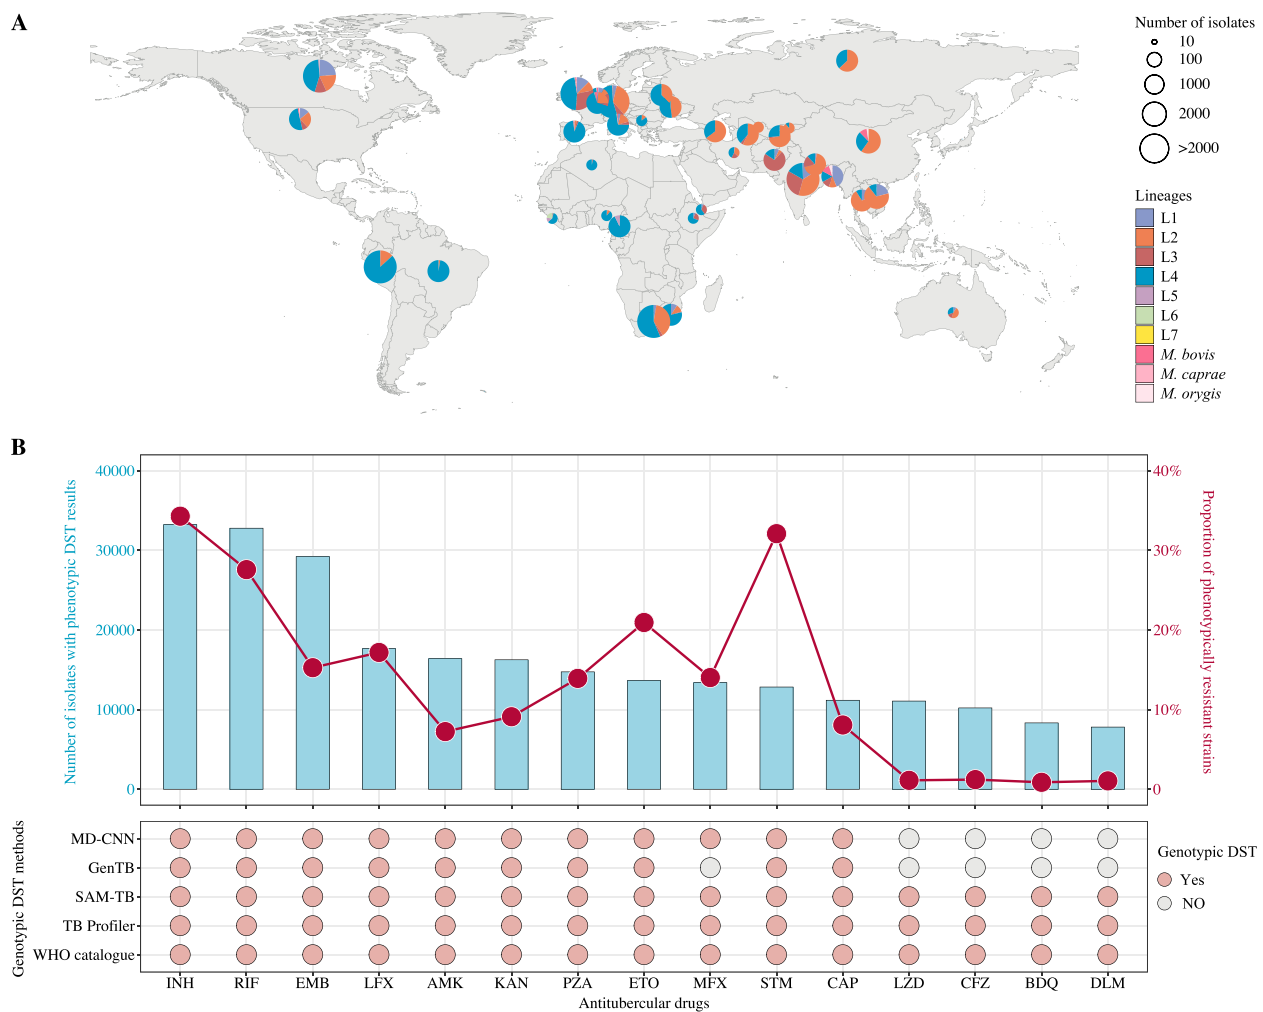 A
Number of isolates
10
100
1000
2000
>2000
Lineages
L1
L2
L3
L4
L5
L6
L7
M. bovis
M. caprae
M. orygis
B
Number of isolates with phenotypic DST results
40000
30000
20000
10000
0
40%
30%
20%
10%
0
Proportion of phenotypically resistant strains
Genotypic DST methods
MD-CNN
GenTB
SAM-TB
TB Profiler
WHO catalogue
Genotypic DST
Yes
NO
INH RIF EMB LFX AMK KAN PZA ETO MFX STM CAP LZD CFZ BDQ DLM
Antitubercular drugs